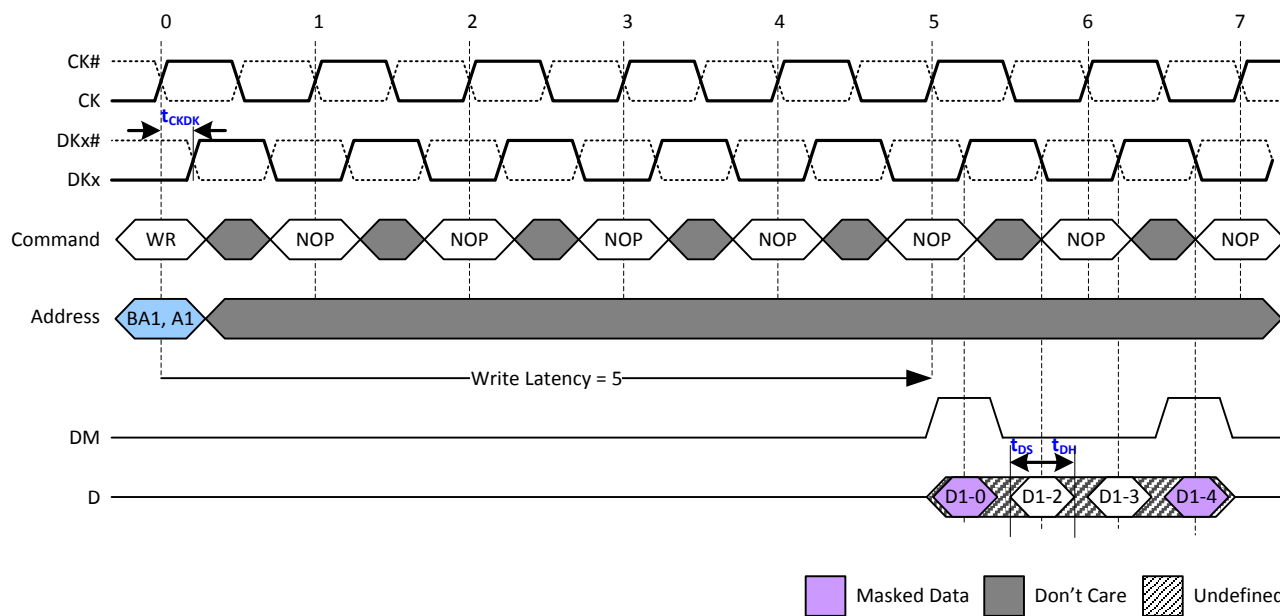 0 1 2 3 4 5 6 7
CK#
CK
tCKDK
DKx#
DKx
Command WR NOP NOP NOP NOP NOP NOP NOP
Address BA1, A1
Write Latency = 5
DM
tDS tDH
D D1-0 D1-2 D1-3 D1-4
Masked Data Don't Care Undefined